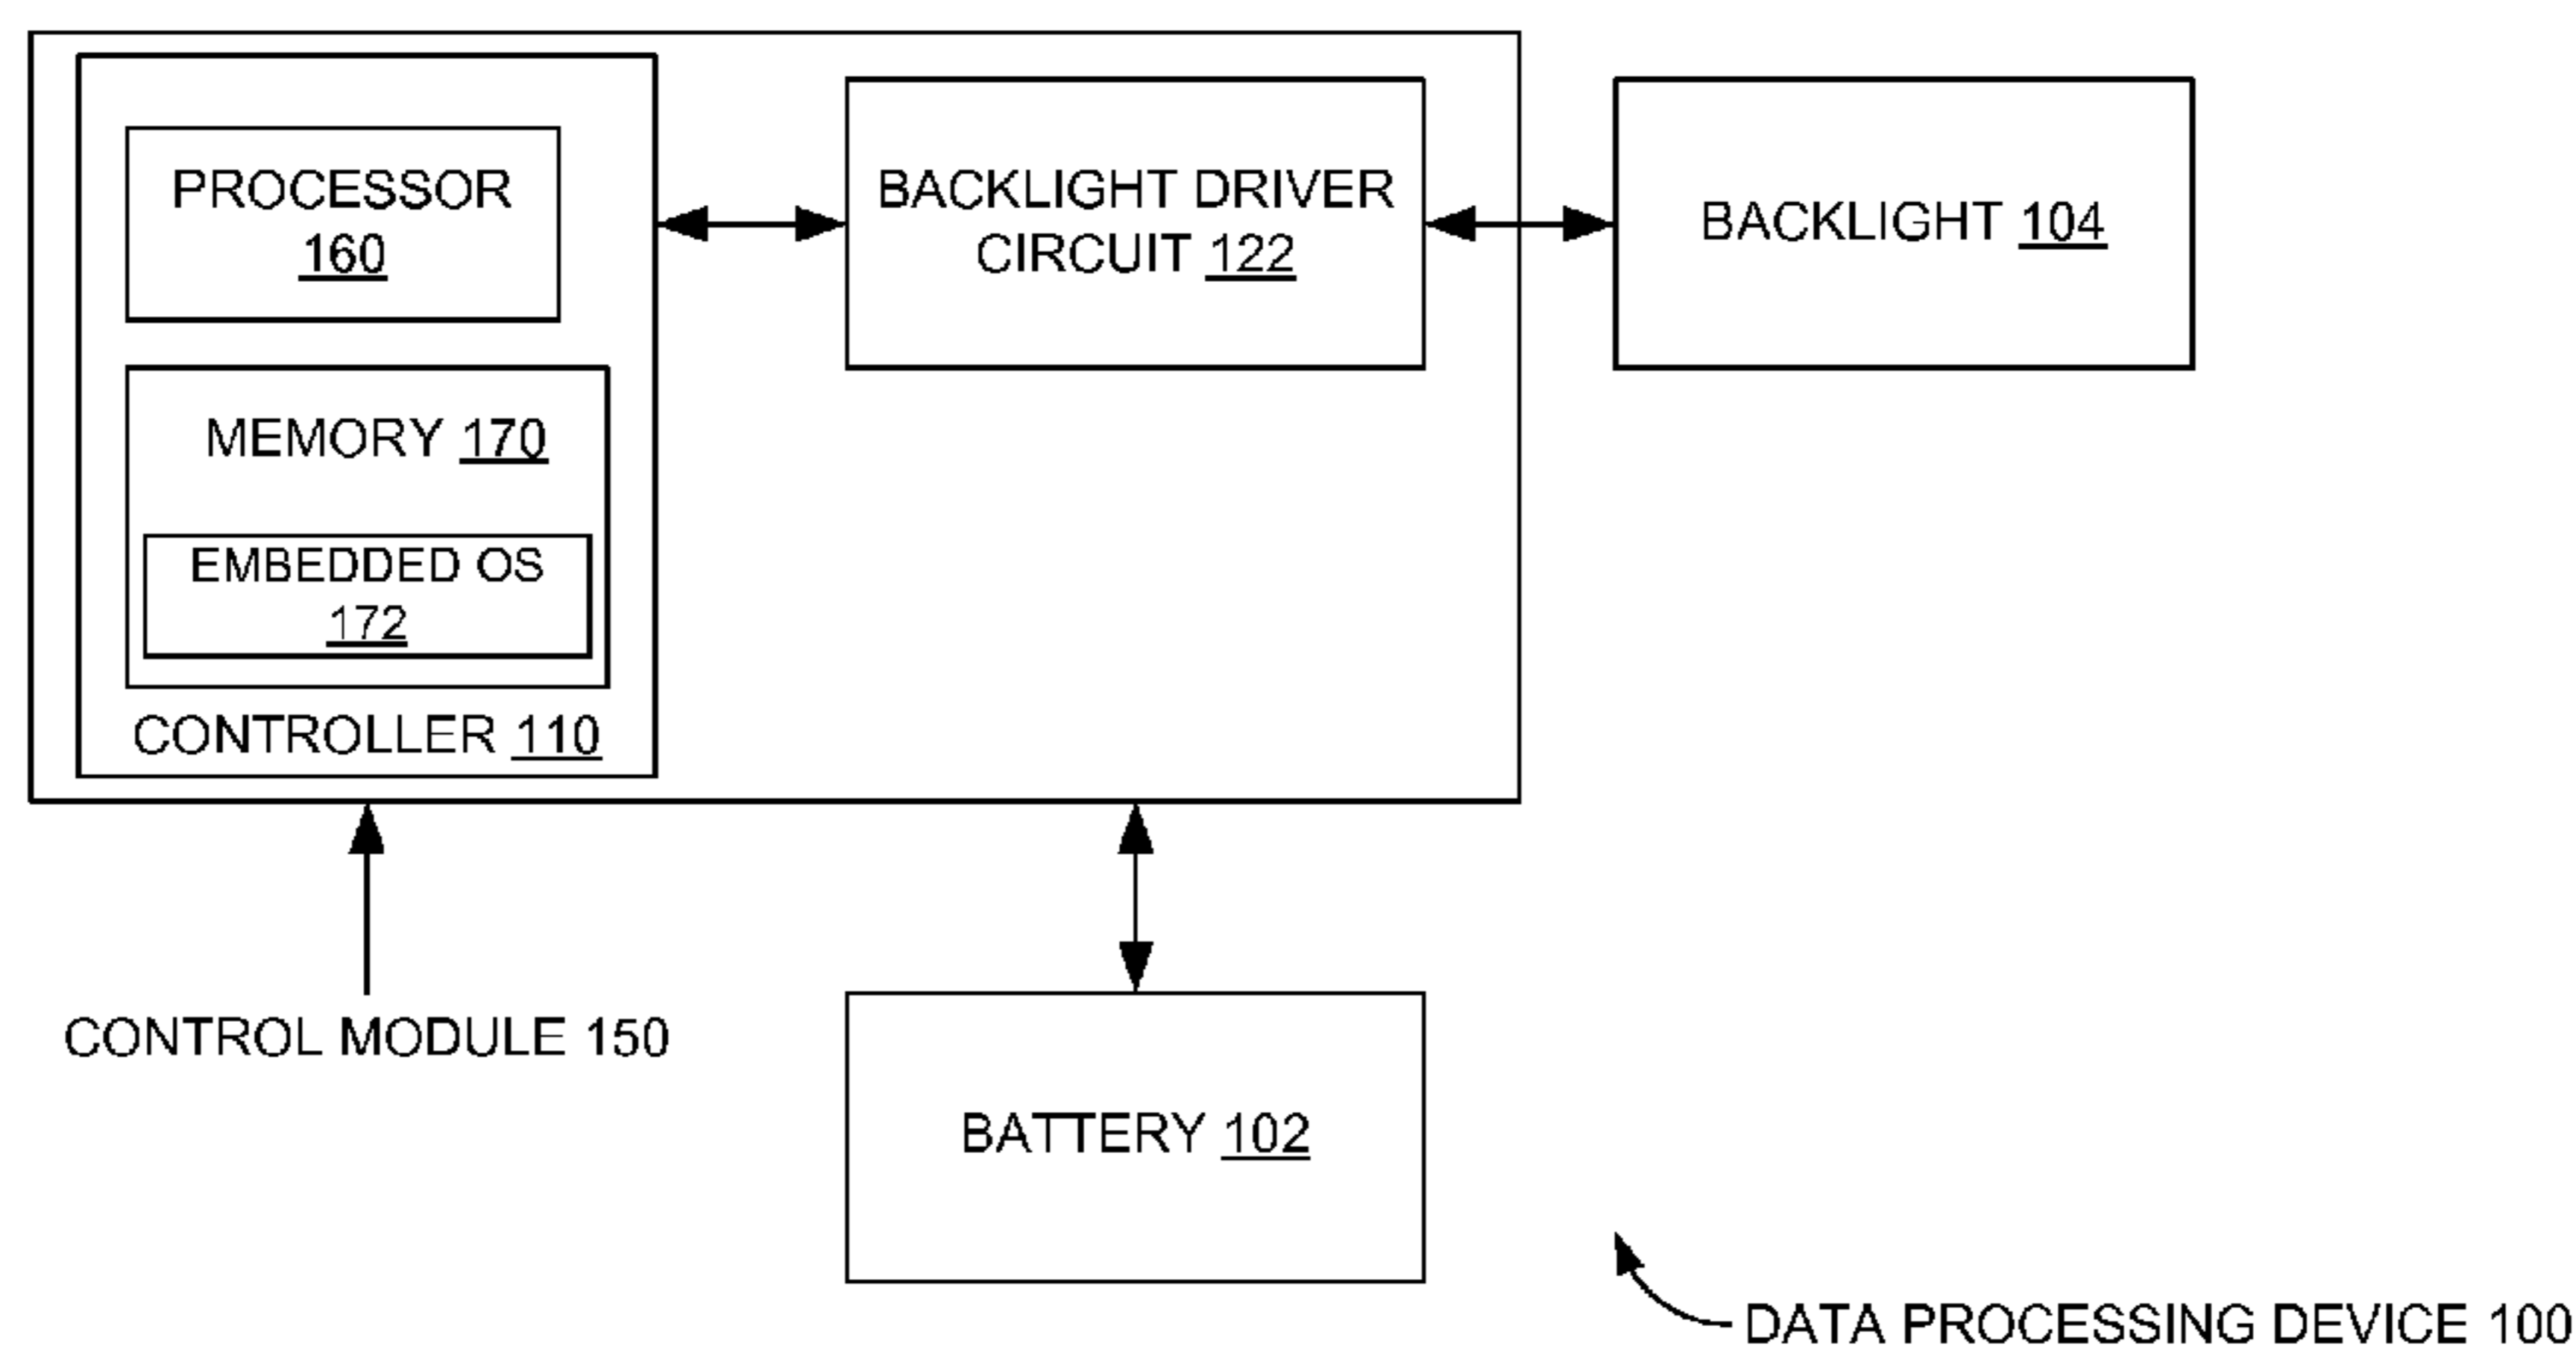 PROCESSOR
160
BACKLIGHT DRIVER
CIRCUIT 122
BACKLIGHT 104
MEMORY 170
EMBEDDED OS
172
CONTROLLER 110
CONTROL MODULE 150
BATTERY 102
DATA PROCESSING DEVICE 100